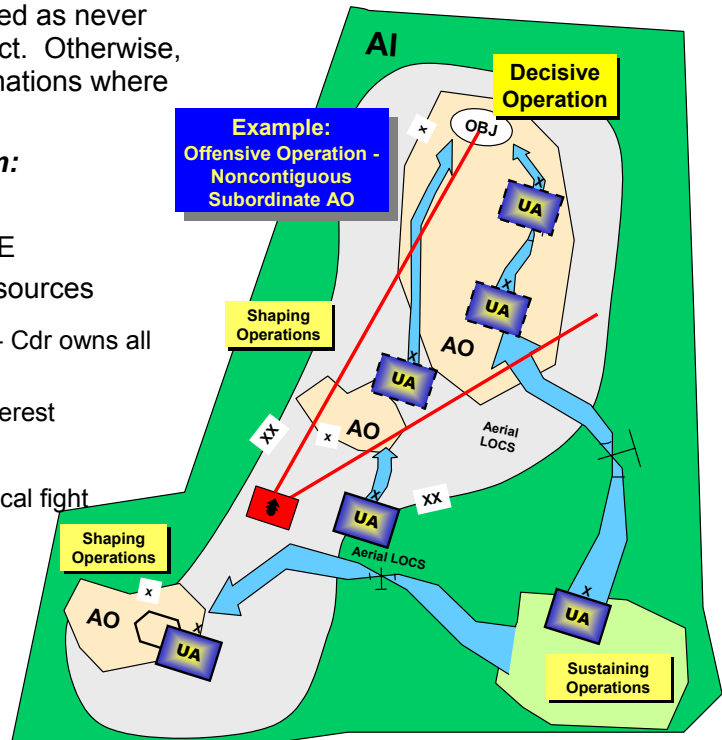 ed as never
ct. Otherwise,
mations where
n:
E
sources
- Cdr owns all
erest
cal fight
AI
Decisive
Operation
Example:
Offensive Operation -
Noncontiguous
Subordinate AO
x
OBJ
x
UA
x
UA
AO
Shaping
Operations
x
UA
AO
x
XX
Aerial
LOCS
XX
x
UA
Aerial LOCS
Shaping
Operations
x
AO
x
UA
x
UA
Sustaining
Operations